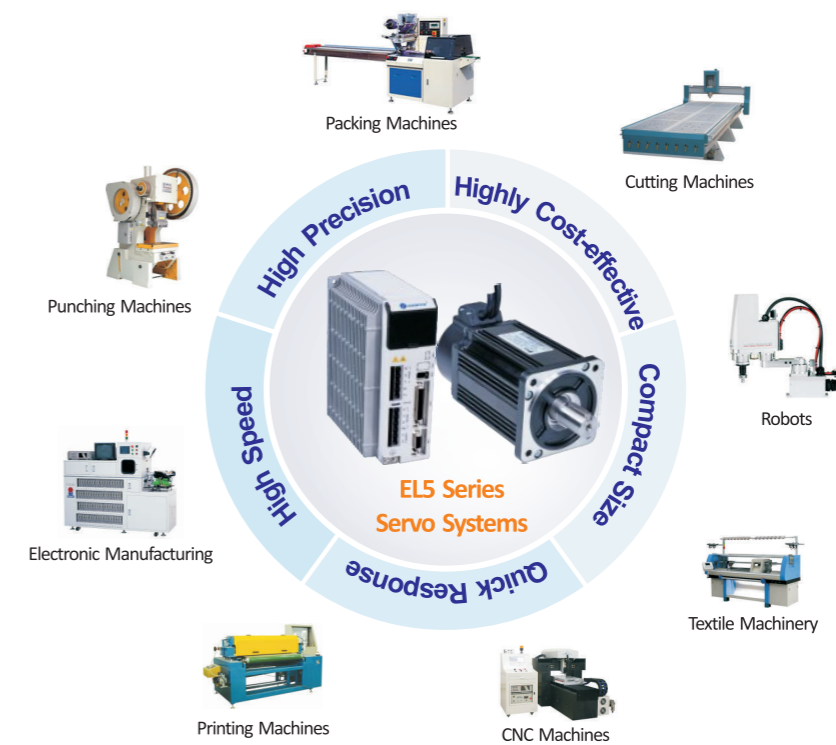 Packing Machines
Cutting Machines
High Precision
Highly Cost-effective
Punching Machines
Robots
High Speed
Compact Size
EL5 Series
Servo Systems
Electronic Manufacturing
Quick Response
Textile Machinery
Printing Machines
CNC Machines